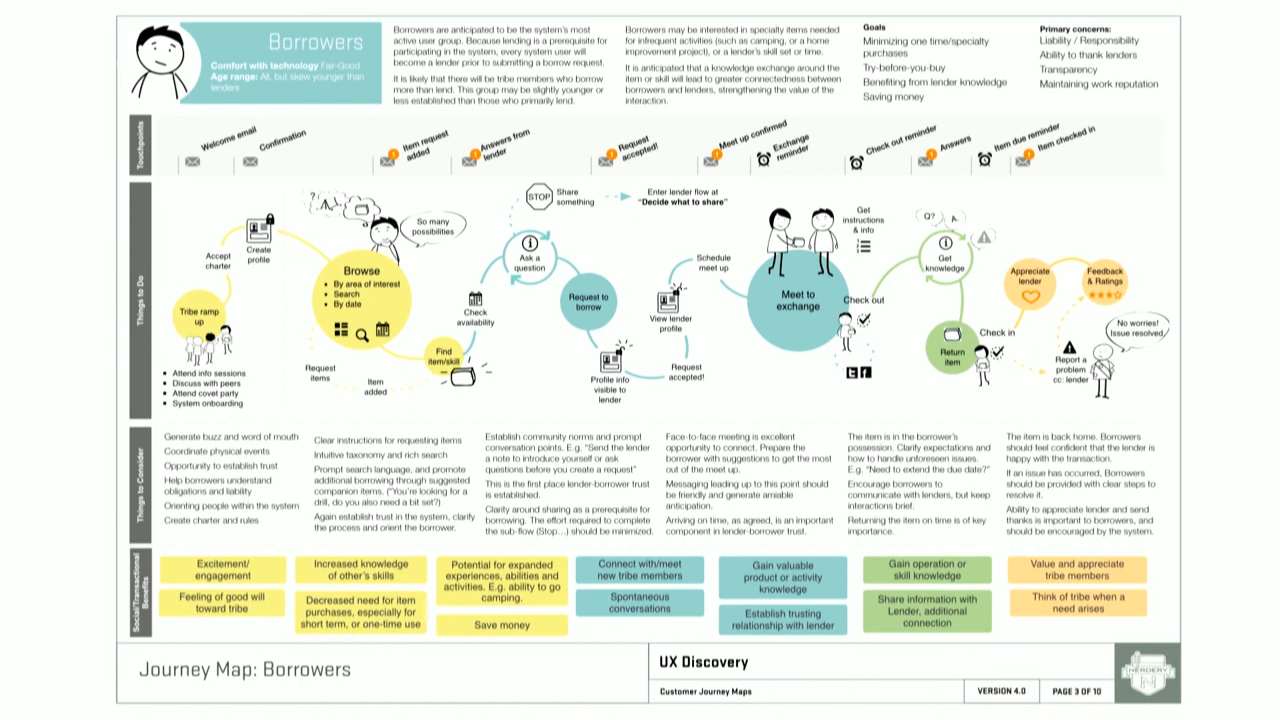 Borrowers
Comfort with technology Fair-Good
Age range: All, but skew younger than
lenders
Borrowers are anticipated to be the system's most
active user group. Because lending is a prerequisite for
participating in the system, every system user will
become a lender prior to submitting a borrow request.
It is likely that there will be tribe members who borrow
more than lend. This group may be slightly younger or
less established than those who primarily lend.
Borrowers may be interested in specialty items needed
for infrequent activities (such as camping, or a home
improvement project), or a lender's skill set or time.
It is anticipated that a knowledge exchange around the
item or skill will lead to greater connectedness between
borrowers and lenders, strengthening the value of the
interaction.
Goals
Minimizing one time/specialty
purchases
Try-before-you-buy
Benefiting from lender knowledge
Saving money
Primary concerns:
Liability / Responsibility
Ability to thank lenders
Transparency
Maintaining work reputation
Touchpoints
Welcome email
Confirmation
Item request
added
Answers from
lender
Request
accepted!
Meet up confirmed
Exchange
reminder
Check out reminder
Answers
Item due reminder
Item checked in
Things to Do
Tribe ramp
up
Attend info sessions
Discuss with peers
Attend covet party
System onboarding
Accept
charter
Create
profile
So many
possibilities
Browse
By area of interest
Search
By date
Request
items
Item
added
Find
item/skill
Check
availability
STOP
Share
something
Enter lender flow at
"Decide what to share"
Ask a
question
Request to
borrow
Profile info
visible to
lender
View lender
profile
Request
accepted!
Schedule
meet up
Meet to
exchange
Get
instructions
& info
Check out
Q?
A.
Get
knowledge
Return
item
Check in
Appreciate
lender
Feedback
& Ratings
Report a
problem
cc: lender
No worries!
Issue resolved
Things to Consider
Generate buzz and word of mouth
Coordinate physical events
Opportunity to establish trust
Help borrowers understand
obligations and liability
Orienting people within the system
Create charter and rules
Clear instructions for requesting items
Intuitive taxonomy and rich search
Prompt search language, and promote
additional borrowing through suggested
companion items. ("You're looking for a
drill, do you also need a bit set?)
Again establish trust in the system, clarify
the process and orient the borrower.
Establish community norms and prompt
conversation points. E.g. "Send the lender
a note to introduce yourself or ask
questions before you create a request"
This is the first place lender-borrower trust
is established.
Clarity around sharing as a prerequisite for
borrowing. The effort required to complete
the sub-flow (Stop...) should be minimized.
Face-to-face meeting is excellent
opportunity to connect. Prepare the
borrower with suggestions to get the most
out of the meet up.
Messaging leading up to this point should
be friendly and generate amiable
anticipation.
Arriving on time, as agreed, is an important
component in lender-borrower trust.
The item is in the borrower's
possession. Clarify expectations and
how to handle unforeseen issues.
E.g. "Need to extend the due date?"
Encourage borrowers to
communicate with lenders, but keep
interactions brief.
Returning the item on time is of key
importance.
The item is back home. Borrowers
should feel confident that the lender is
happy with the transaction.
If an issue has occurred, Borrowers
should be provided with clear steps to
resolve it.
Ability to appreciate lender and send
thanks is important to borrowers, and
should be encouraged by the system.
Social/Transactional
Benefits
Excitement/
engagement
Feeling of good will
toward tribe
Increased knowledge
of other's skills
Decreased need for item
purchases, especially for
short term, or one-time use
Potential for expanded
experiences, abilities and
activities. E.g. ability to go
camping.
Save money
Connect with/meet
new tribe members
Spontaneous
conversations
Gain valuable
product or activity
knowledge
Establish trusting
relationship with lender
Gain operation or
skill knowledge
Share information with
Lender, additional
connection
Value and appreciate
tribe members
Think of tribe when a
need arises
Journey Map: Borrowers
UX Discovery
Customer Journey Maps
VERSION 4.0
PAGE 3 OF 10
NERDERY